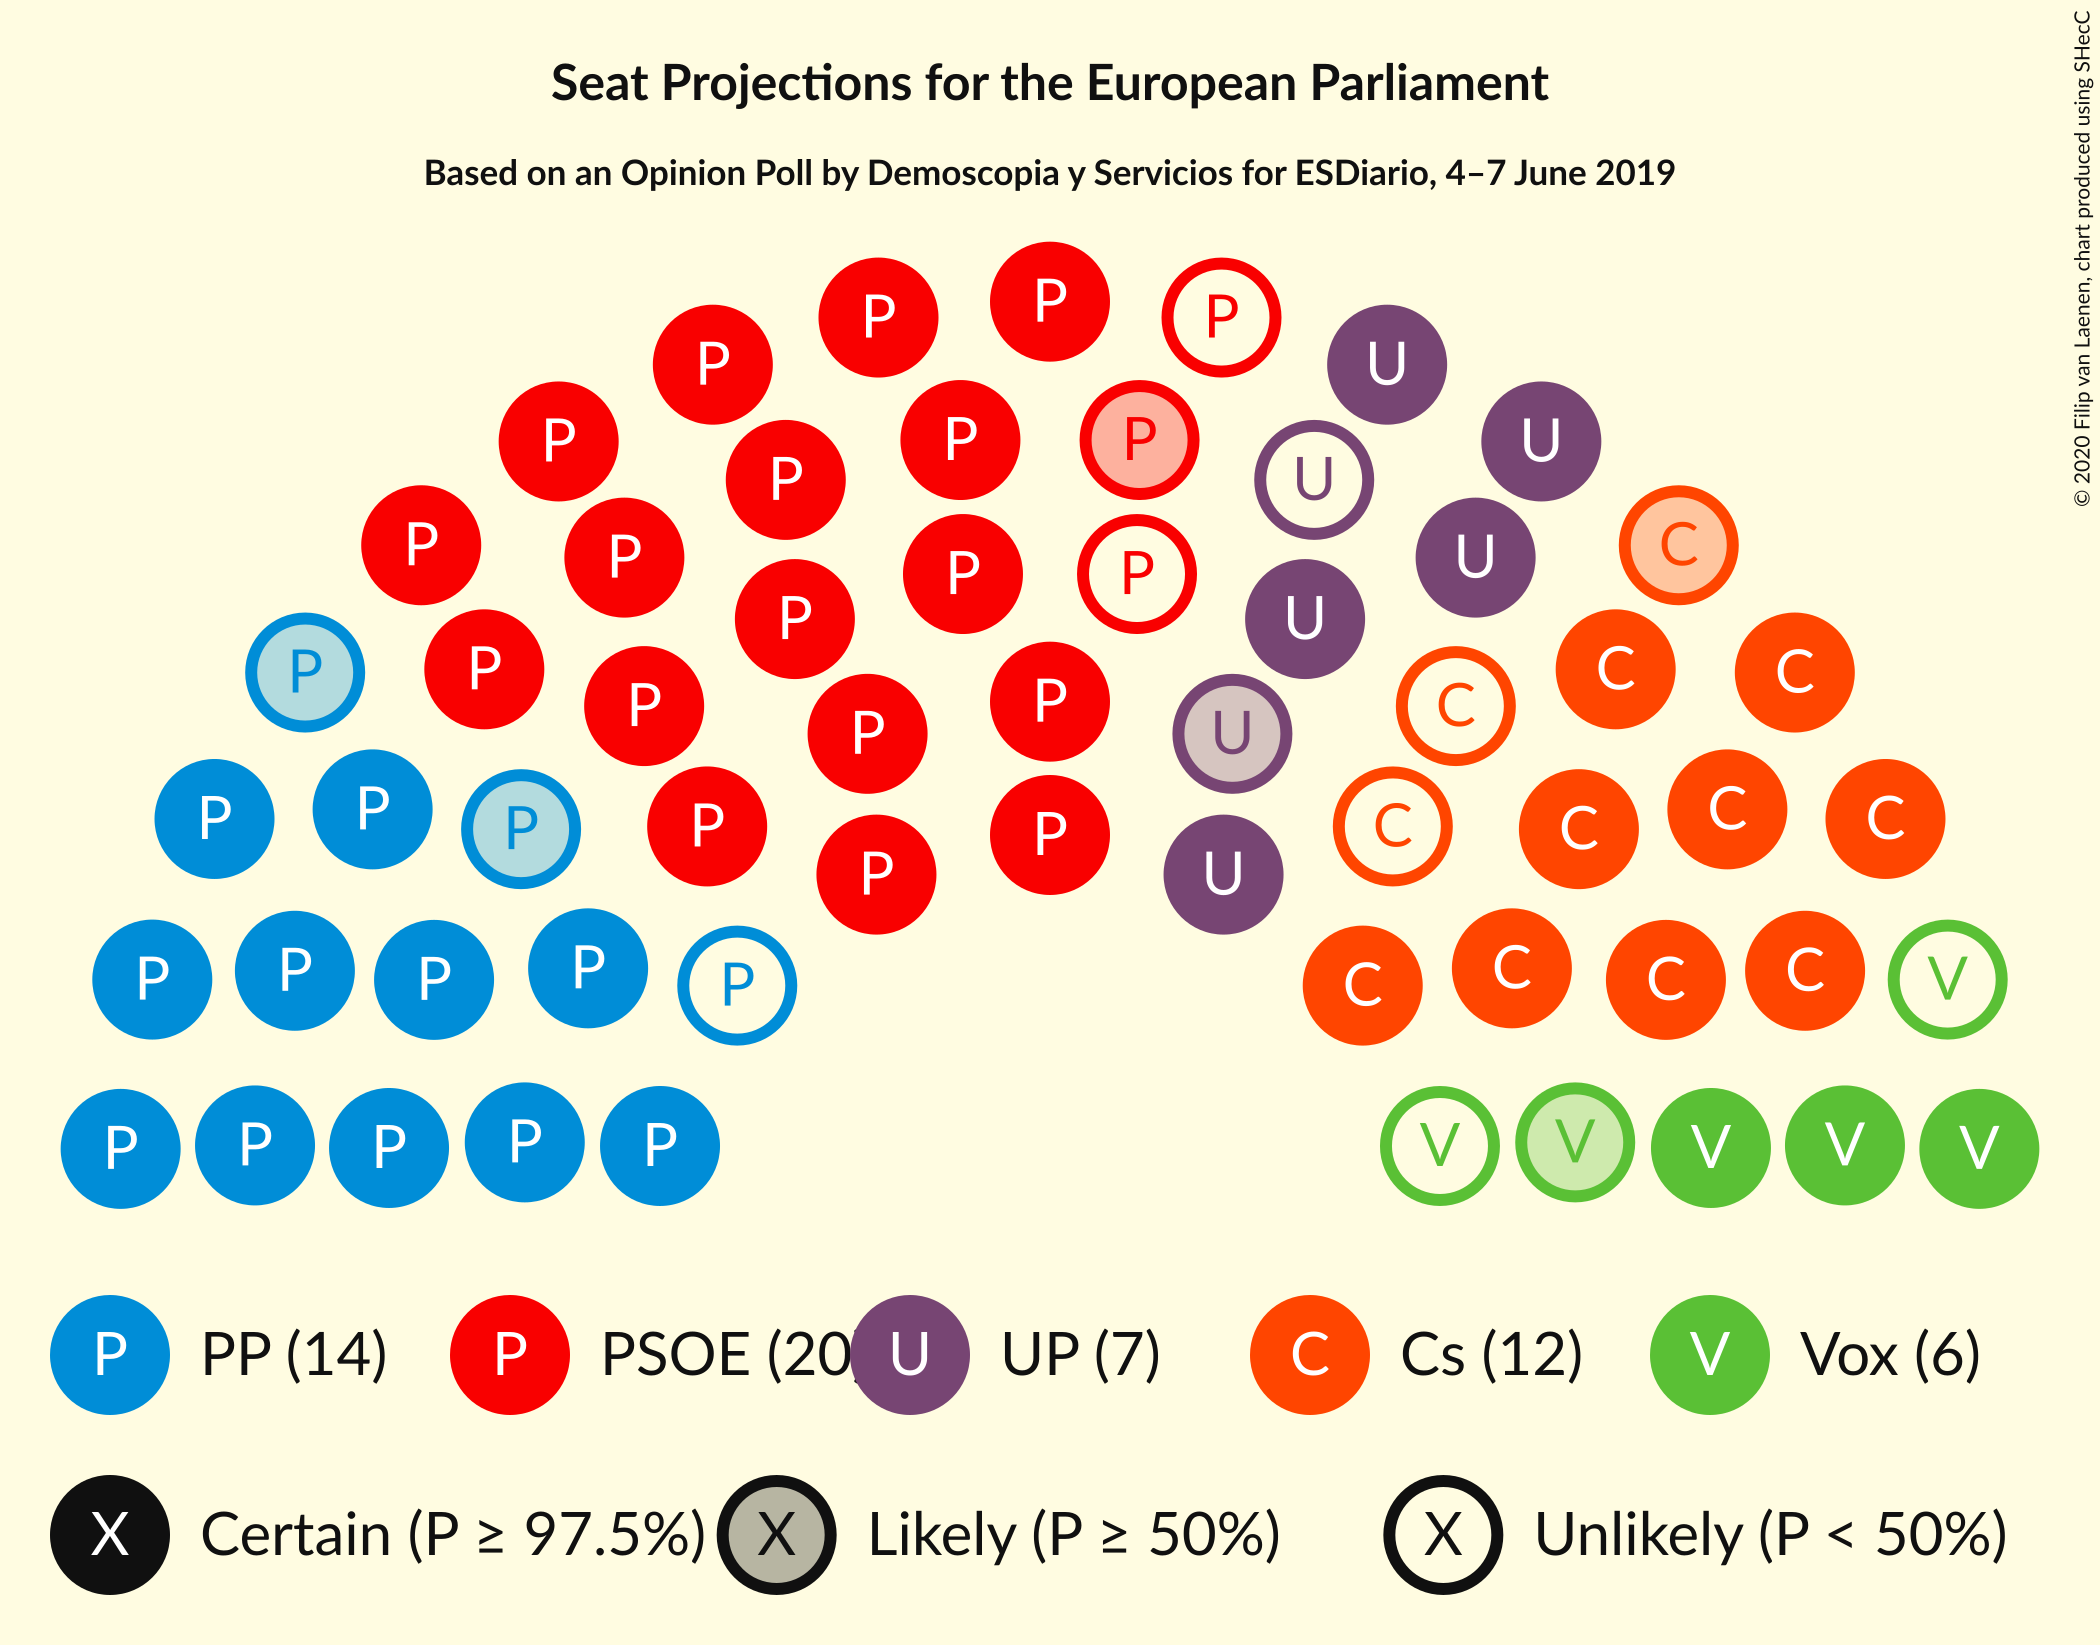 Seat Projections for the European Parliament
Based on an Opinion Poll by Demoscopia y Servicios for ESDiario, 4–7 June 2019
© 2020 Filip van Laenen, chart produced using SHecC
P
P P
P U
P P P U
P U
P C
P U
P P
P U
P P C C
P P C
P U
P P P P P C C C C
P U
P P P P P C C C C V
P P P P P V V V V V
P PP (14) P PSOE (20) U UP (7) C Cs (12) V Vox (6)
X Certain (P ≥ 97.5%) X Likely (P ≥ 50%) X Unlikely (P < 50%)